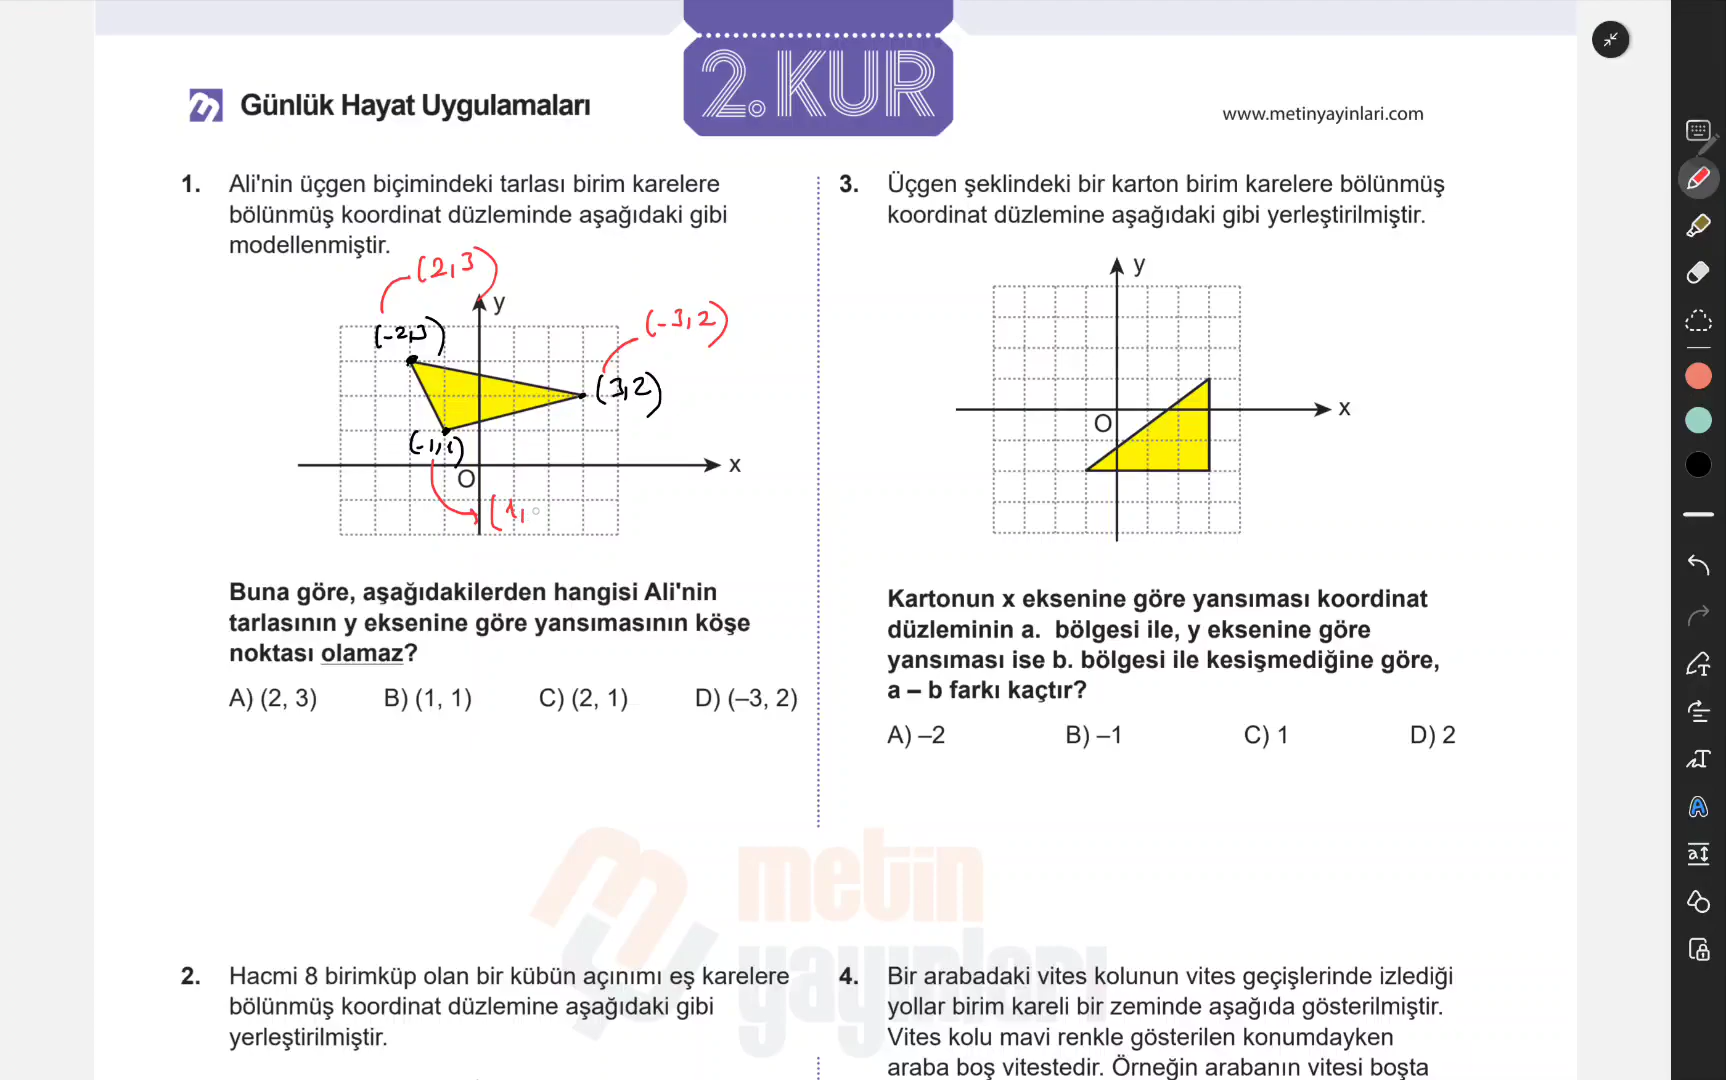 2.KUR
Günlük Hayat Uygulamaları
www.metinyayinlari.com
1. Ali'nin üçgen biçimindeki tarlası birim karelere
bölünmüş koordinat düzleminde aşağıdaki gibi
modellenmiştir.
(2,3)
y
(-3,2)
(-2,3)
(3,2)
(-1,1)
x
O
(1,
Buna göre, aşağıdakilerden hangisi Ali'nin
tarlasının y eksenine göre yansımasının köşe
noktası olamaz?
A) (2, 3) B) (1, 1) C) (2, 1) D) (–3, 2)
2. Hacmi 8 birimküp olan bir kübün açınımı eş karelere
bölünmüş koordinat düzlemine aşağıdaki gibi
yerleştirilmiştir.
3. Üçgen şeklindeki bir karton birim karelere bölünmüş
koordinat düzlemine aşağıdaki gibi yerleştirilmiştir.
y
x
O
Kartonun x eksenine göre yansıması koordinat
düzleminin a. bölgesi ile, y eksenine göre
yansıması ise b. bölgesi ile kesişmediğine göre,
a – b farkı kaçtır?
A) –2 B) –1 C) 1 D) 2
4. Bir arabadaki vites kolunun vites geçişlerinde izlediği
yollar birim kareli bir zeminde aşağıda gösterilmiştir.
Vites kolu mavi renkle gösterilen konumdayken
araba boş vitestedir. Örneğin arabanın vitesi boşta
metin
yayınları